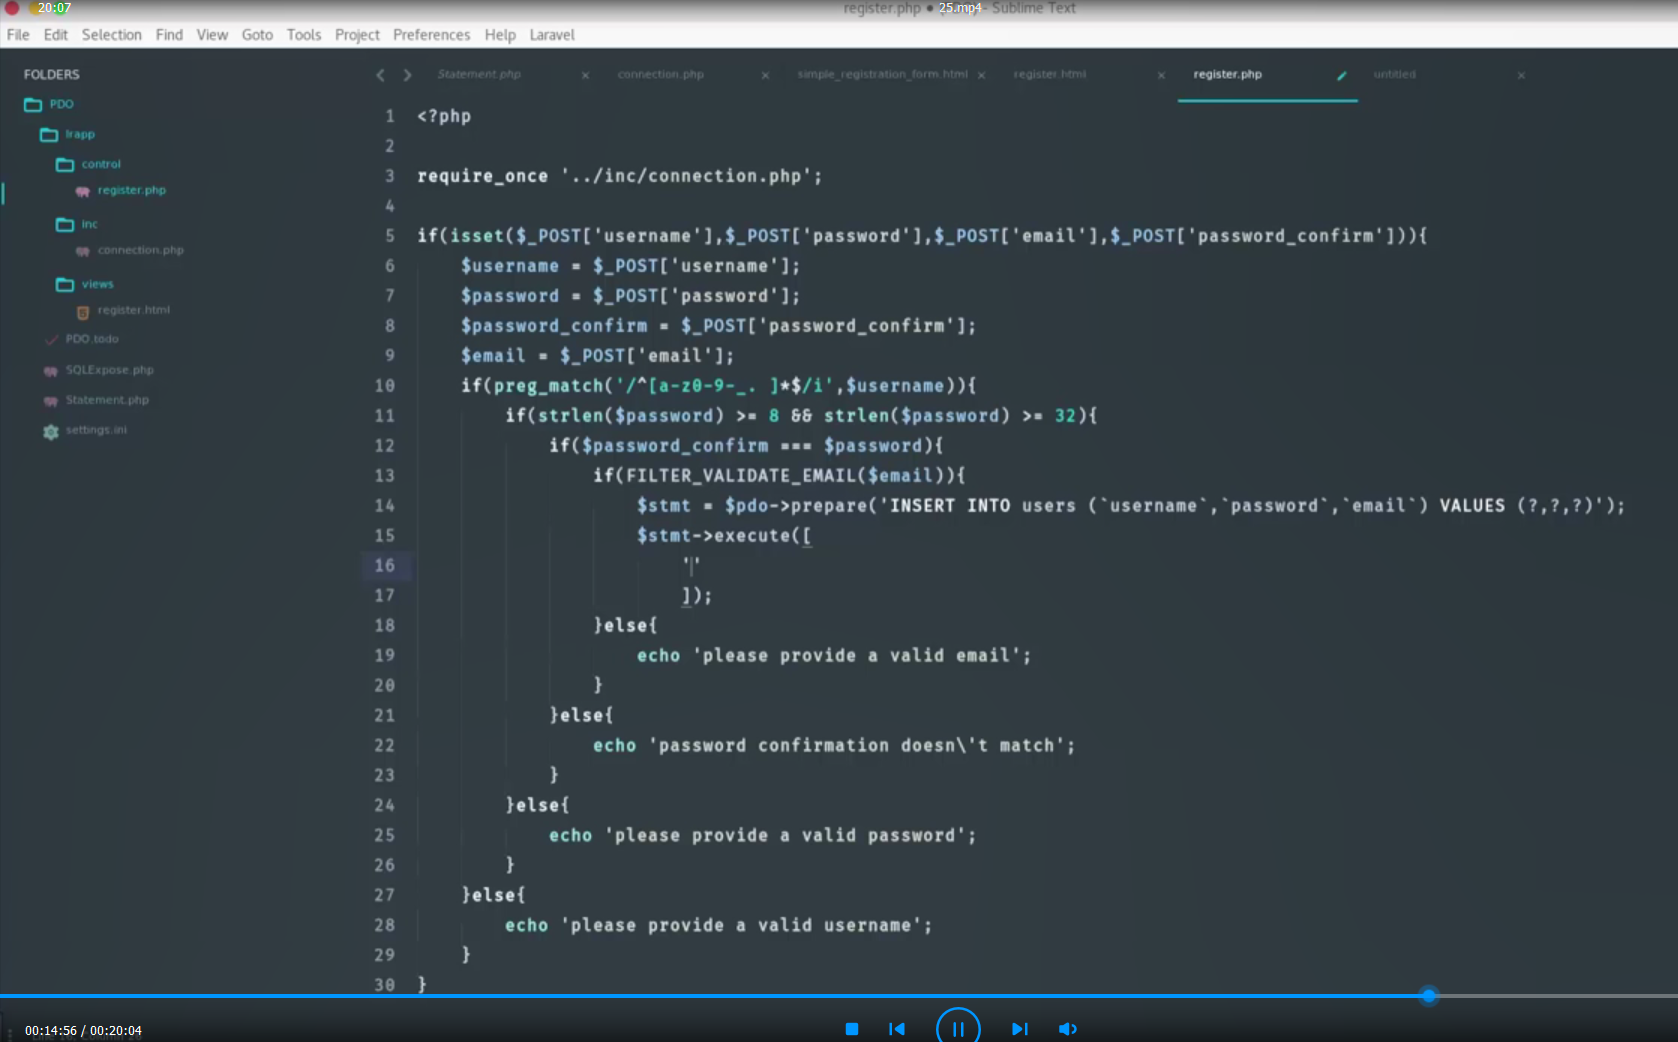 20:07
register.php • 25.mp4 - Sublime Text
File Edit Selection Find View Goto Tools Project Preferences Help Laravel
FOLDERS
PDO
lrapp
control
register.php
inc
connection.php
views
register.html
PDO.todo
SQLExpose.php
Statement.php
settings.ini
Statement.php × connection.php × simple_registration_form.html × register.html × register.php untitled ×
1 <?php
2
3 require_once '../inc/connection.php';
4
5 if(isset($_POST['username'],$_POST['password'],$_POST['email'],$_POST['password_confirm'])){
6 $username = $_POST['username'];
7 $password = $_POST['password'];
8 $password_confirm = $_POST['password_confirm'];
9 $email = $_POST['email'];
10 if(preg_match('/^[a-z0-9-_. ]*$/i',$username)){
11 if(strlen($password) >= 8 && strlen($password) >= 32){
12 if($password_confirm === $password){
13 if(FILTER_VALIDATE_EMAIL($email)){
14 $stmt = $pdo->prepare('INSERT INTO users (`username`,`password`,`email`) VALUES (?,?,?)');
15 $stmt->execute([
16 ''
17 ]);
18 }else{
19 echo 'please provide a valid email';
20 }
21 }else{
22 echo 'password confirmation doesn\'t match';
23 }
24 }else{
25 echo 'please provide a valid password';
26 }
27 }else{
28 echo 'please provide a valid username';
29 }
30 }
00:14:56 / 00:20:04